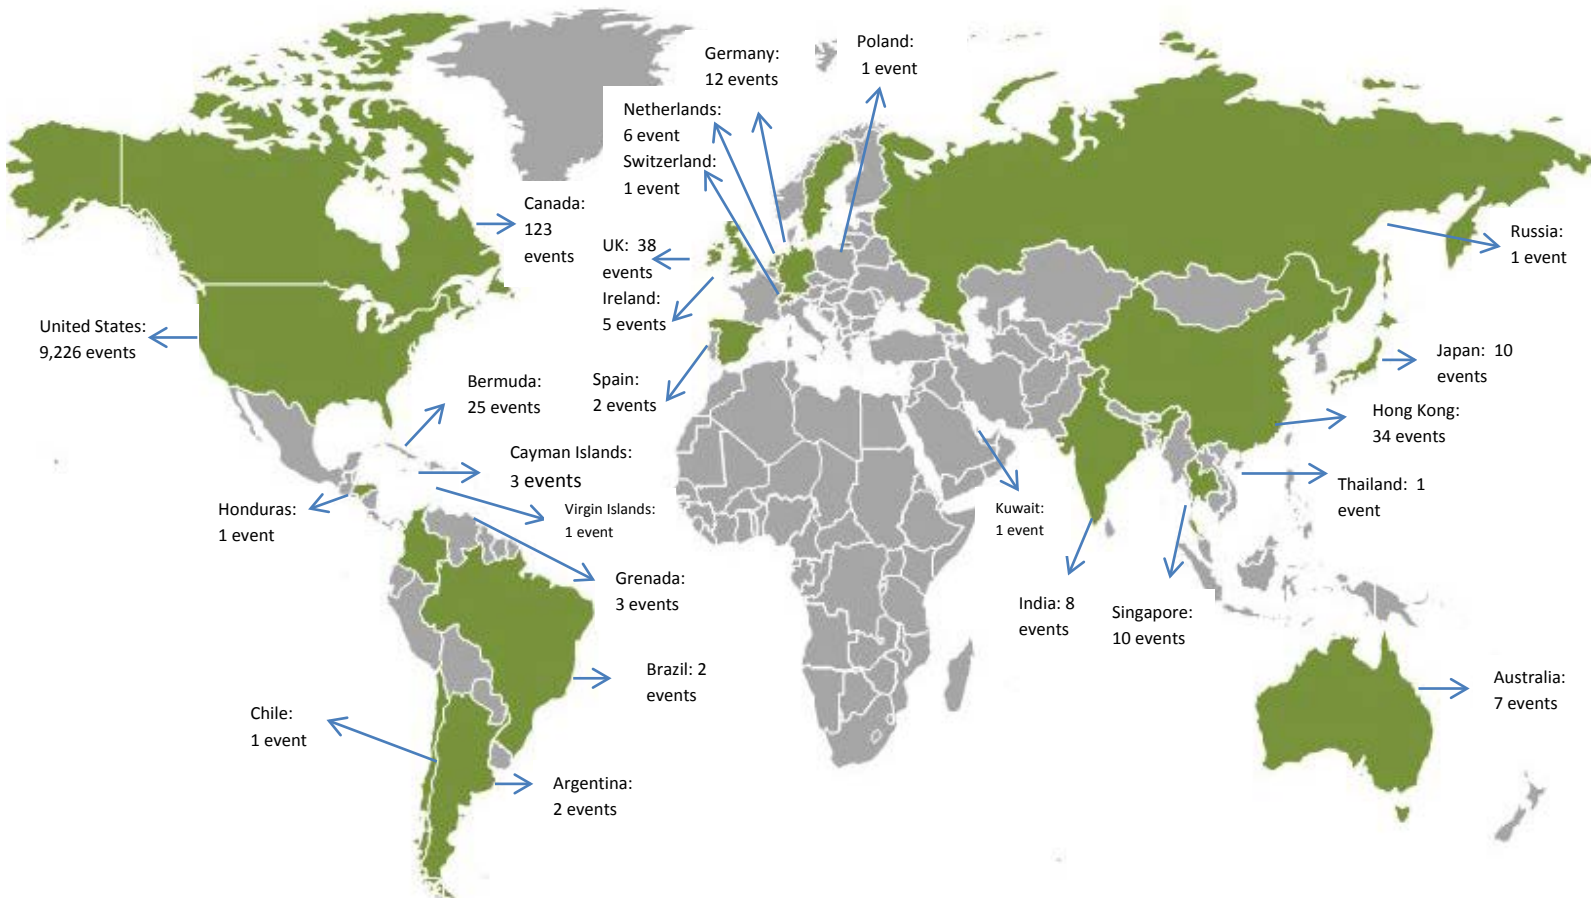 Germany:
12 events
Poland:
1 event
Netherlands:
6 event
Switzerland:
1 event
Canada:
123
events
UK:  38
events
Ireland:
5 events
Russia:
1 event
United States:
9,226 events
Japan:  10
events
Bermuda:
25 events
Spain:
2 events
Hong Kong:
34 events
Cayman Islands:
3 events
Thailand:  1
event
Honduras:
1 event
Virgin Islands:
1 event
Kuwait:
1 event
Grenada:
3 events
India: 8
events
Singapore:
10 events
Brazil: 2
events
Australia:
7 events
Chile:
1 event
Argentina:
2 events